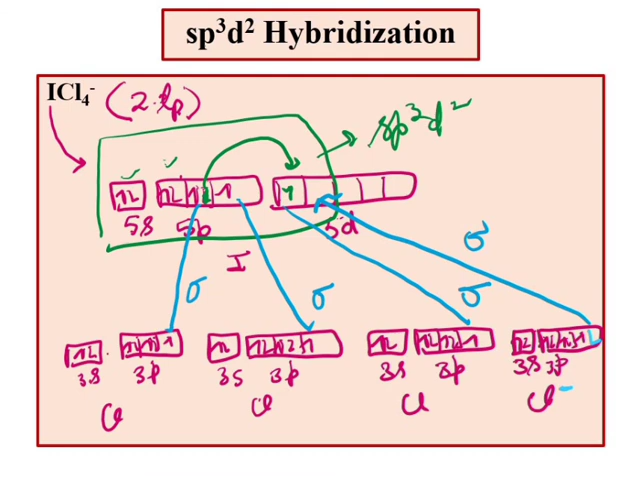 sp³d² Hybridization
ICl₄⁻ (2 lp)
sp³d²
5s 5p 5d
I
σ σ σ σ
3s 3p 3s 3p 3s 3p 3s 3p
Cl Cl Cl Cl⁻